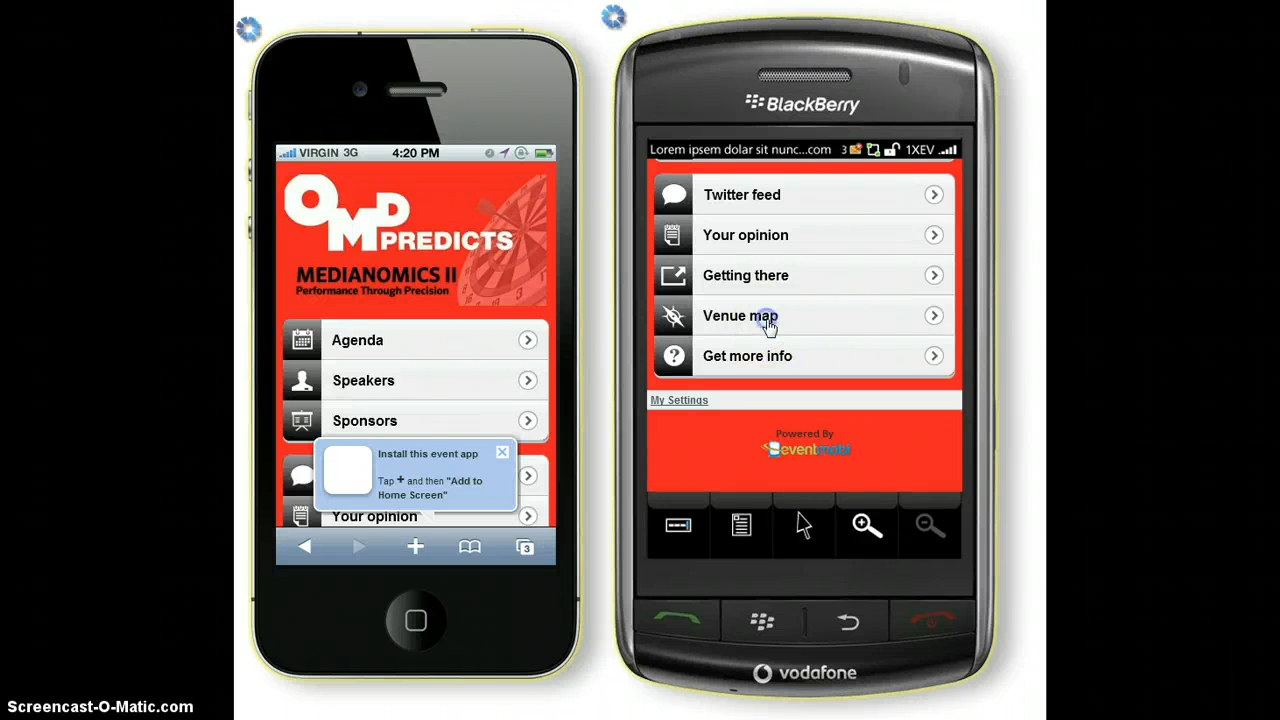 VIRGIN 3G 4:20 PM
OMD
PREDICTS
MEDIANOMICS II
Performance Through Precision
Agenda
Speakers
Sponsors
Install this event app
Tap + and then "Add to
Home Screen"
Your opinion
3
BlackBerry
Lorem ipsem dolar sit nunc...com 3 1XEV
Twitter feed
Your opinion
Getting there
Venue map
Get more info
My Settings
Powered By
eventmobi
vodafone
Screencast-O-Matic.com